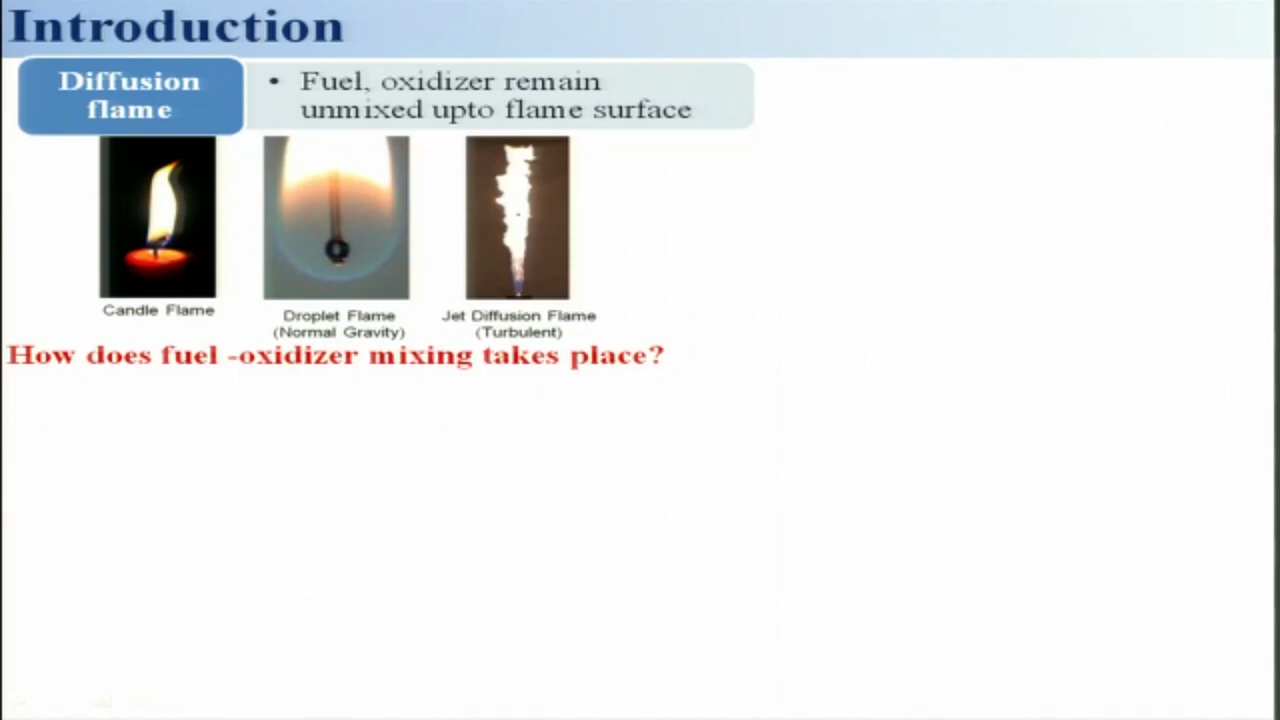 Introduction
Diffusion
flame
• Fuel, oxidizer remain
unmixed upto flame surface
Candle Flame
Droplet Flame
(Normal Gravity)
Jet Diffusion Flame
(Turbulent)
How does fuel -oxidizer mixing takes place?